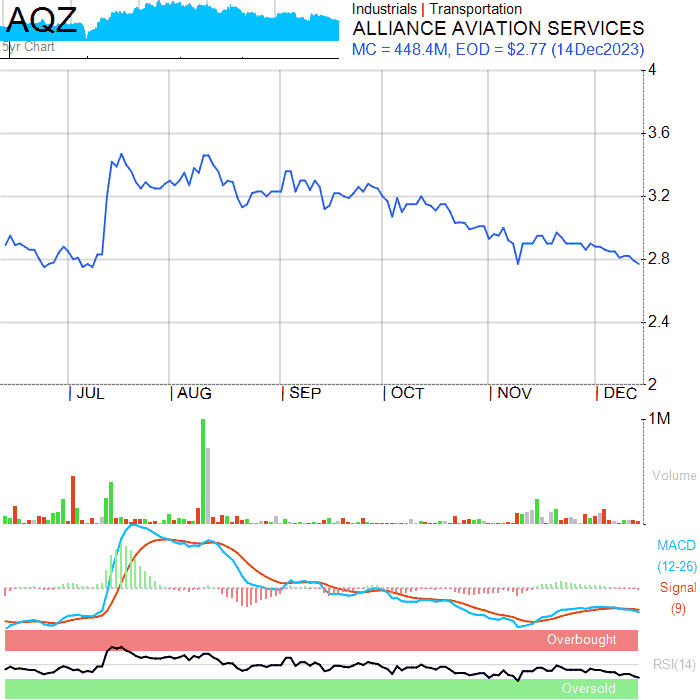 AQZ
5yr Chart
Industrials | Transportation
ALLIANCE AVIATION SERVICES
MC = 448.4M, EOD = $2.77 (14Dec2023)
4
3.6
3.2
2.8
2.4
2
| JUL | AUG | SEP | OCT | NOV | DEC
1M
Volume
MACD
(12-26)
Signal
(9)
Overbought
RSI(14)
Oversold